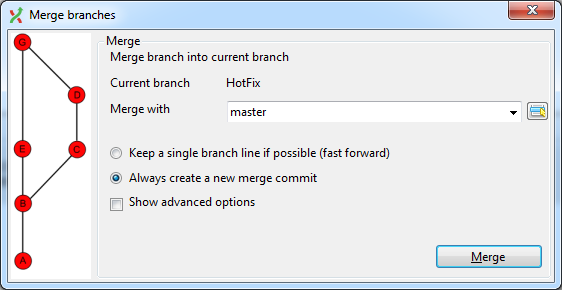 Merge branches
G
D
E
C
B
A
Merge
Merge branch into current branch
Current branch HotFix
Merge with master
Keep a single branch line if possible (fast forward)
Always create a new merge commit
Show advanced options
Merge